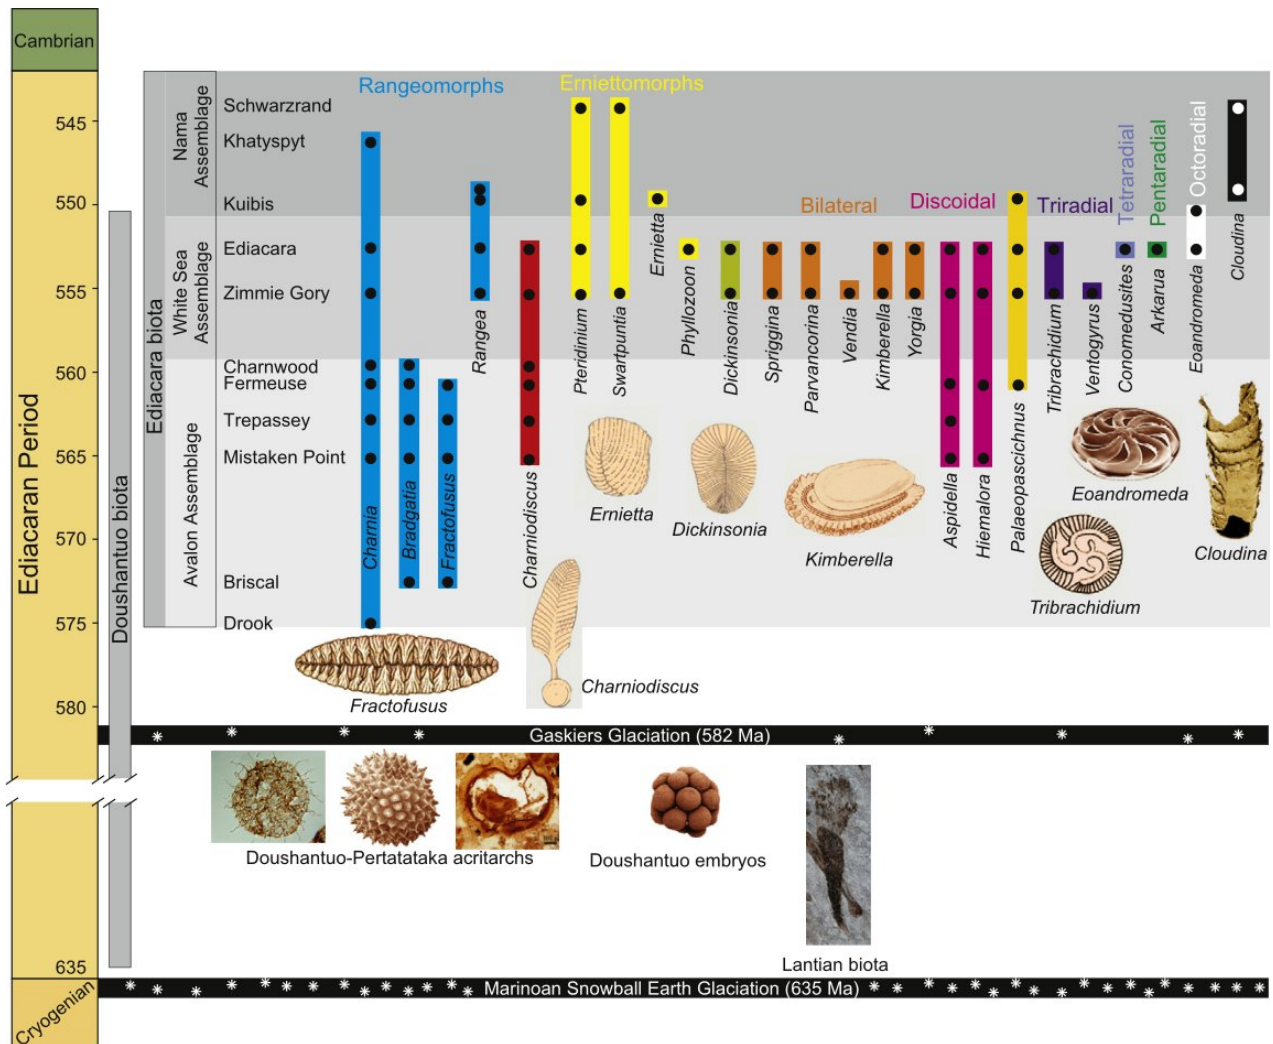 Cambrian
Ediacaran Period
Cryogenian
545
550
555
560
565
570
575
580
635
Doushantuo biota
Ediacara biota
Nama
Assemblage
White Sea
Assemblage
Avalon Assemblage
Schwarzrand
Khatyspyt
Kuibis
Ediacara
Zimmie Gory
Charnwood
Fermeuse
Trepassey
Mistaken Point
Briscal
Drook
Rangeomorphs
Erniettomorphs
Bilateral
Discoidal
Triradial
Tetraradial
Pentaradial
Octoradial
Charnia
Bradgatia
Fractofusus
Rangea
Charniodiscus
Pteridinium
Swartpuntia
Ernietta
Phyllozoon
Dickinsonia
Spriggina
Parvancorina
Vendia
Kimberella
Yorgia
Aspidella
Hiemalora
Palaeopascichnus
Tribrachidium
Ventogyrus
Conomedusites
Arkarua
Eoandromeda
Cloudina
Ernietta
Dickinsonia
Kimberella
Eoandromeda
Tribrachidium
Cloudina
Fractofusus
Charniodiscus
Gaskiers Glaciation (582 Ma)
Doushantuo-Pertatataka acritarchs
Doushantuo embryos
Lantian biota
Marinoan Snowball Earth Glaciation (635 Ma)